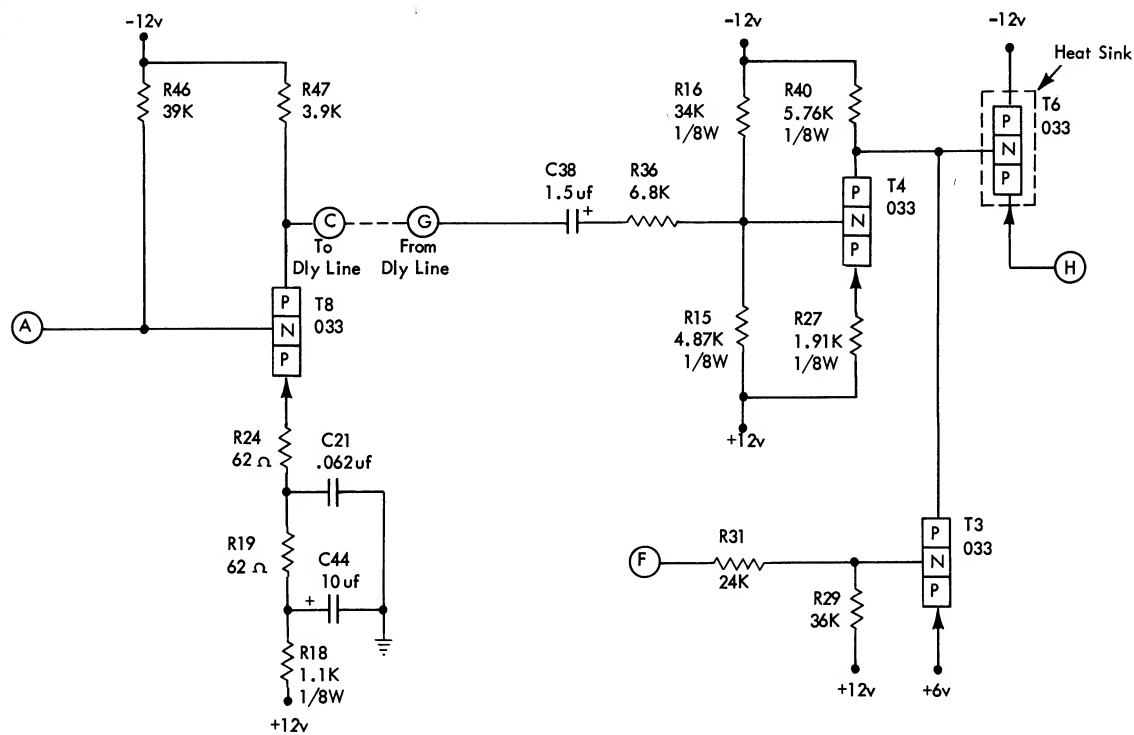 -12v
R46
39K
R47
3.9K
C
To
Dly Line
G
From
Dly Line
A
P
N
P
T8
033
R24
62 Ω
C21
.062uf
R19
62 Ω
C44
10uf
+
R18
1.1K
1/8W
+12v
C38
1.5uf
+
R36
6.8K
-12v
R16
34K
1/8W
R40
5.76K
1/8W
P
N
P
T4
033
R15
4.87K
1/8W
R27
1.91K
1/8W
+12v
-12v
Heat Sink
P
N
P
T6
033
H
F
R31
24K
R29
36K
+12v
P
N
P
T3
033
+6v